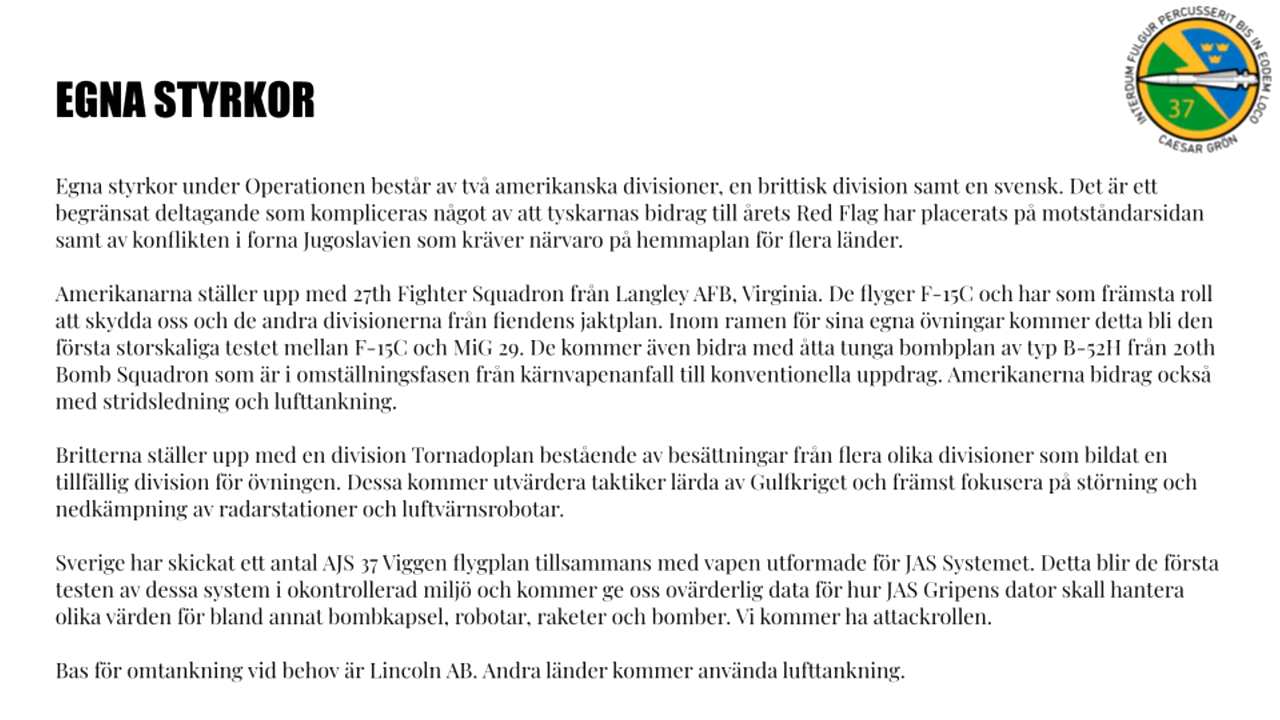 INTERDUM FULGUR PERCUSSERIT BIS IN EODEM LOCO
37
CAESAR GRÖN
EGNA STYRKOR
Egna styrkor under Operationen består av två amerikanska divisioner, en brittisk division samt en svensk. Det är ett
begränsat deltagande som kompliceras något av att tyskarnas bidrag till årets Red Flag har placerats på motståndarsidan
samt av konflikten i forna Jugoslavien som kräver närvaro på hemmaplan för flera länder.
Amerikanarna ställer upp med 27th Fighter Squadron från Langley AFB, Virginia. De flyger F-15C och har som främsta roll
att skydda oss och de andra divisionerna från fiendens jaktplan. Inom ramen för sina egna övningar kommer detta bli den
första storskaliga testet mellan F-15C och MiG 29. De kommer även bidra med åtta tunga bombplan av typ B-52H från 20th
Bomb Squadron som är i omställningsfasen från kärnvapenanfall till konventionella uppdrag. Amerikanerna bidrag också
med stridsledning och lufttankning.
Britterna ställer upp med en division Tornadoplan bestående av besättningar från flera olika divisioner som bildat en
tillfällig division för övningen. Dessa kommer utvärdera taktiker lärda av Gulfkriget och främst fokusera på störning och
nedkämpning av radarstationer och luftvärnsrobotar.
Sverige har skickat ett antal AJS 37 Viggen flygplan tillsammans med vapen utformade för JAS Systemet. Detta blir de första
testen av dessa system i okontrollerad miljö och kommer ge oss ovärderlig data för hur JAS Gripens dator skall hantera
olika värden för bland annat bombkapsel, robotar, raketer och bomber. Vi kommer ha attackrollen.
Bas för omtankning vid behov är Lincoln AB. Andra länder kommer använda lufttankning.